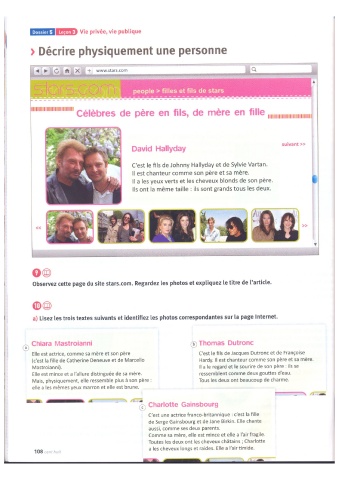 Dossier 5 Leçon 3 Vie privée, vie publique
› Décrire physiquement une personne
www.stars.com
people > filles et fils de stars
Célèbres de père en fils, de mère en fille
David Hallyday
suivant >>
C'est le fils de Johnny Hallyday et de Sylvie Vartan.
Il est chanteur comme son père et sa mère.
Il a les yeux verts et les cheveux blonds de son père.
Ils ont la même taille : ils sont grands tous les deux.
<<
>>
9
Observez cette page du site stars.com. Regardez les photos et expliquez le titre de l'article.
10
a) Lisez les trois textes suivants et identifiez les photos correspondantes sur la page Internet.
Chiara Mastroianni
Elle est actrice, comme sa mère et son père
(c'est la fille de Catherine Deneuve et de Marcello
Mastroianni).
Elle est mince et a l'allure distinguée de sa mère.
Mais, physiquement, elle ressemble plus à son père :
elle a les mêmes yeux marron et elle est brune.
Thomas Dutronc
C'est le fils de Jacques Dutronc et de Françoise
Hardy. Il est chanteur comme son père et sa mère.
Il a le regard et le sourire de son père : ils se
ressemblent comme deux gouttes d'eau.
Tous les deux ont beaucoup de charme.
Charlotte Gainsbourg
C'est une actrice franco-britannique : c'est la fille
de Serge Gainsbourg et de Jane Birkin. Elle chante
aussi, comme ses deux parents.
Comme sa mère, elle est mince et elle a l'air fragile.
Toutes les deux ont les cheveux châtains ; Charlotte
a les cheveux longs et raides. Elle a l'air timide.
108